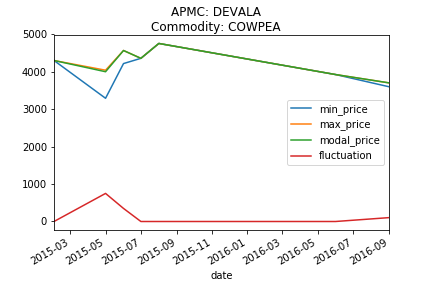 APMC: DEVALA
Commodity: COWPEA
5000
4000
3000
2000
1000
0
min_price
max_price
modal_price
fluctuation
2015-03
2015-05
2015-07
2015-09
2015-11
2016-01
2016-03
2016-05
2016-07
2016-09
date